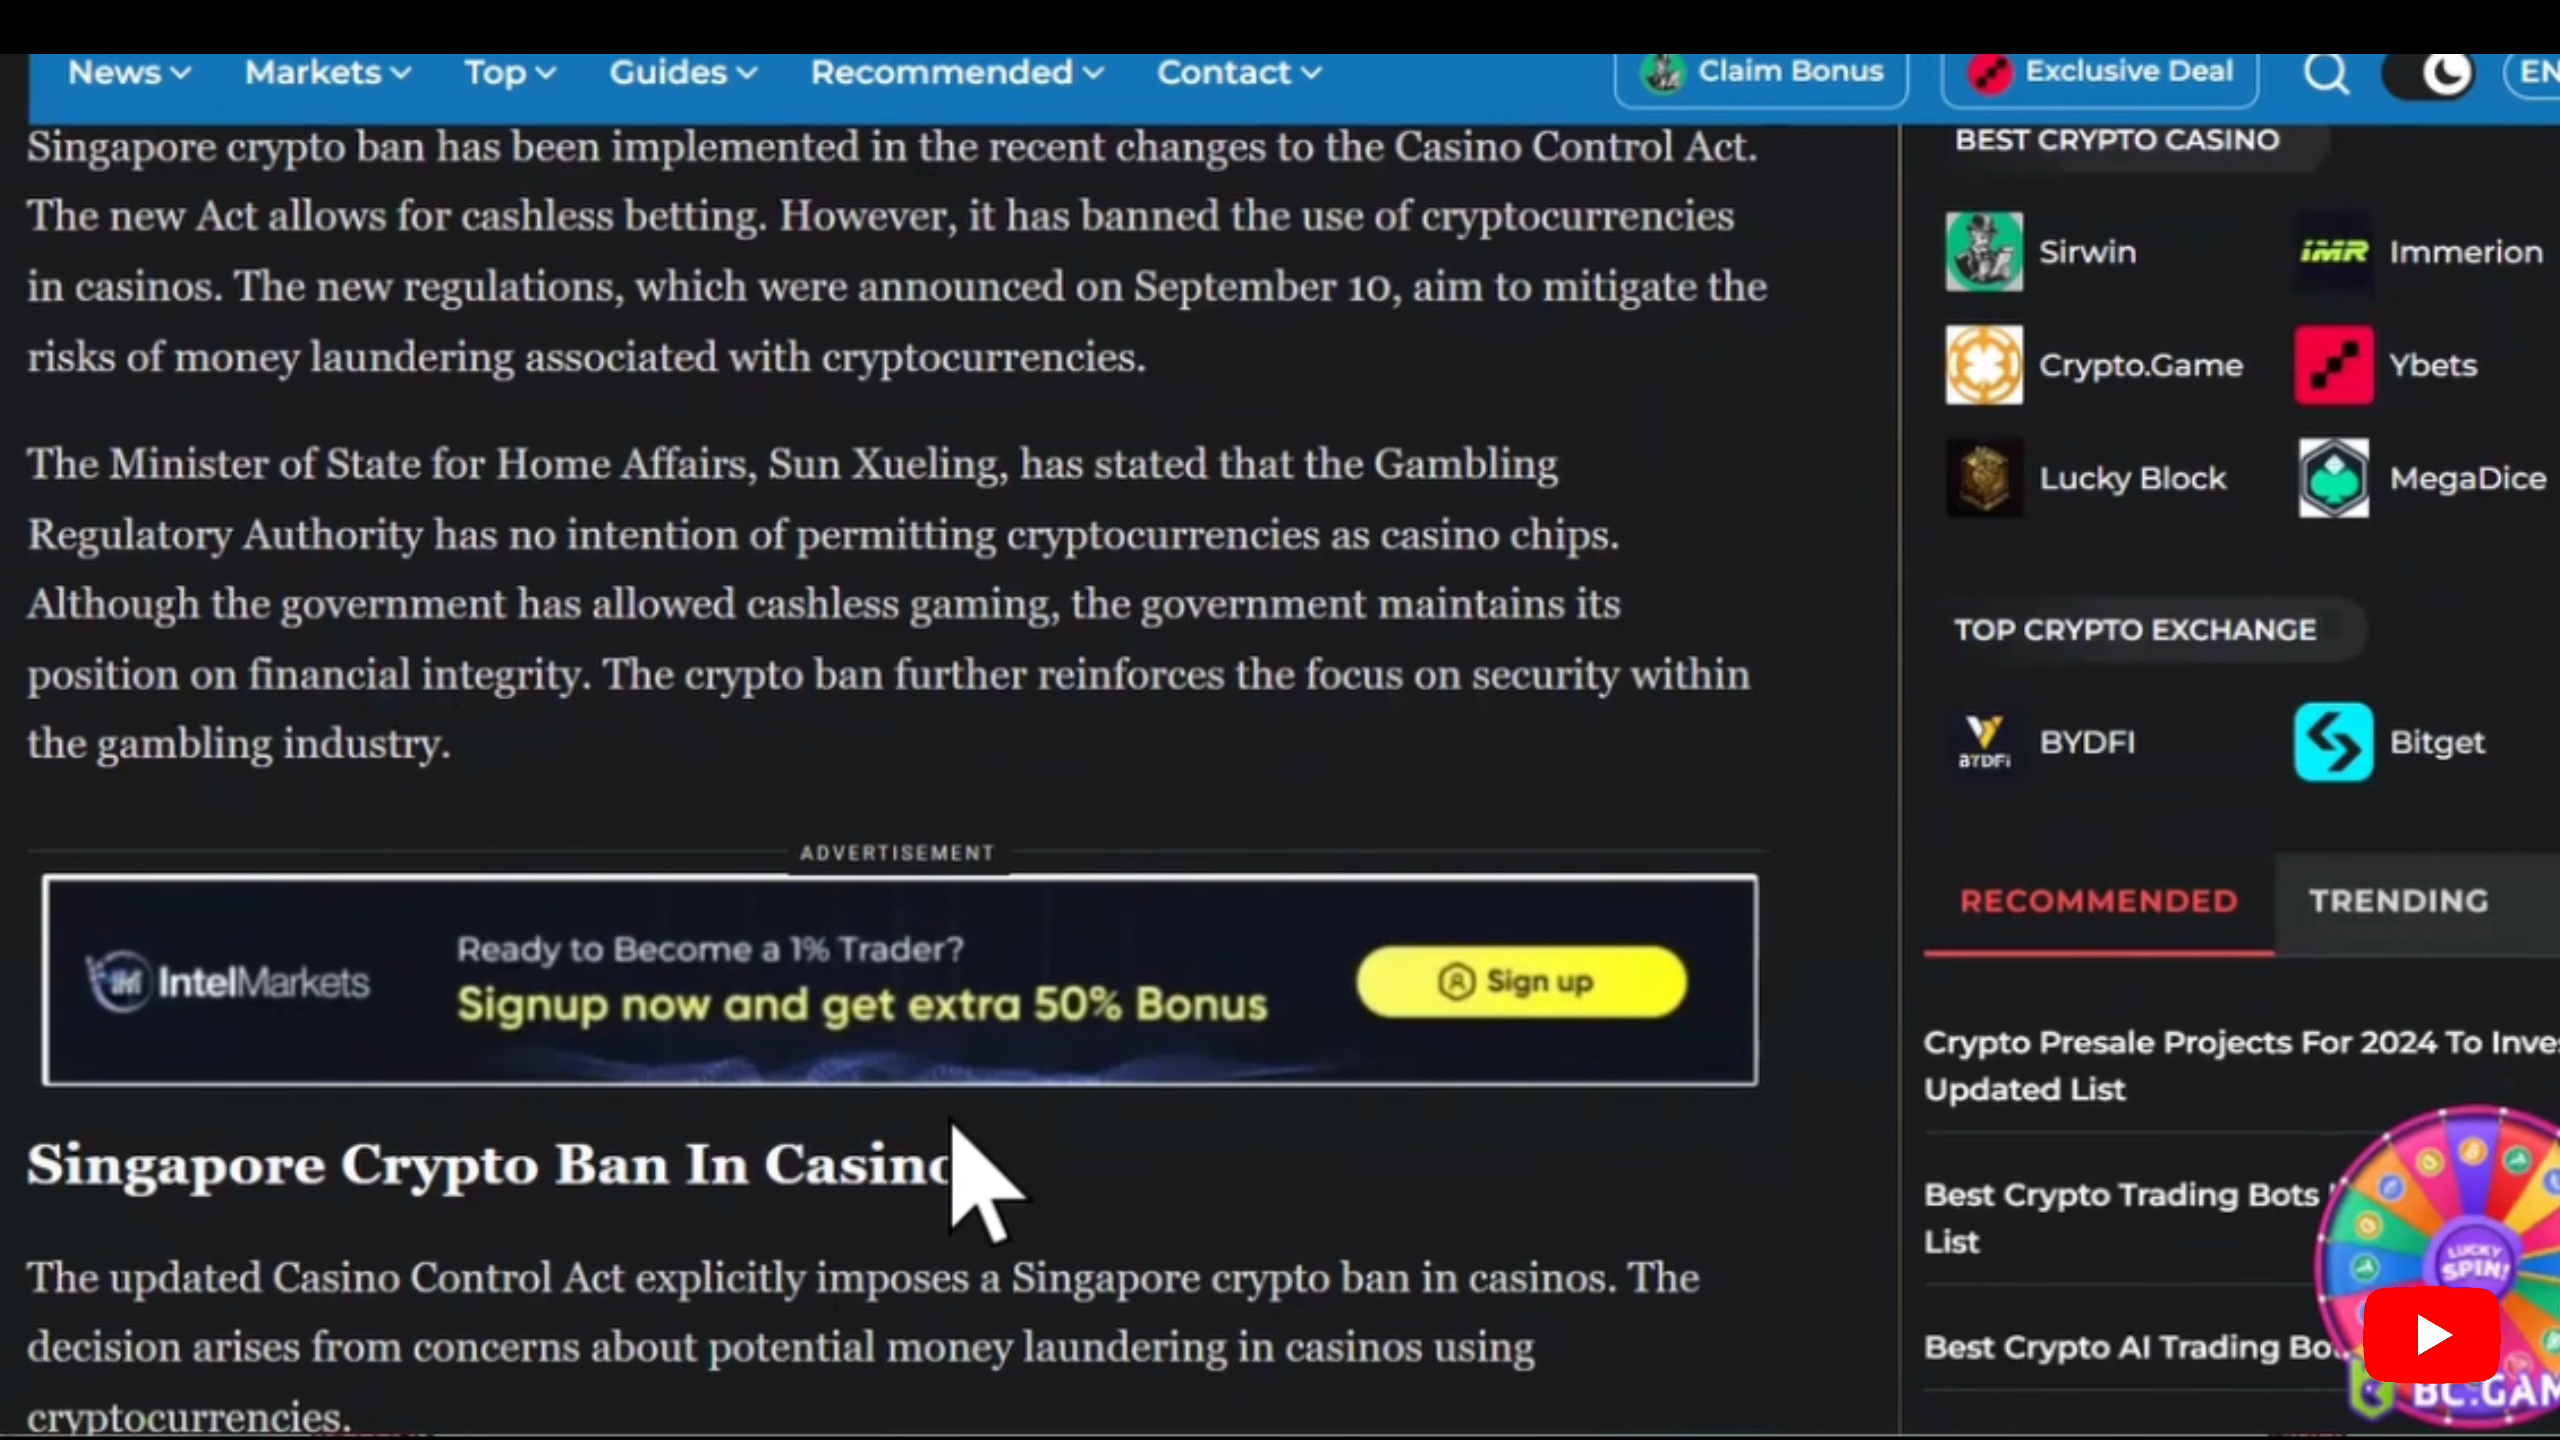 News Markets Top Guides Recommended Contact Claim Bonus Exclusive Deal EN
Singapore crypto ban has been implemented in the recent changes to the Casino Control Act.
The new Act allows for cashless betting. However, it has banned the use of cryptocurrencies
in casinos. The new regulations, which were announced on September 10, aim to mitigate the
risks of money laundering associated with cryptocurrencies.
The Minister of State for Home Affairs, Sun Xueling, has stated that the Gambling
Regulatory Authority has no intention of permitting cryptocurrencies as casino chips.
Although the government has allowed cashless gaming, the government maintains its
position on financial integrity. The crypto ban further reinforces the focus on security within
the gambling industry.
ADVERTISEMENT
IntelMarkets
Ready to Become a 1% Trader?
Signup now and get extra 50% Bonus
Sign up
Singapore Crypto Ban In Casino
The updated Casino Control Act explicitly imposes a Singapore crypto ban in casinos. The
decision arises from concerns about potential money laundering in casinos using
cryptocurrencies.
BEST CRYPTO CASINO
Sirwin iMR Immerion
Crypto.Game Ybets
Lucky Block MegaDice
TOP CRYPTO EXCHANGE
BYDFi BYDFI Bitget
RECOMMENDED TRENDING
Crypto Presale Projects For 2024 To
Updated List
Best Crypto Trading Bots
List
Best Crypto AI Trading
LUCKY
SPIN!
BC.GAM